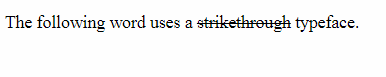 The following word uses a strikethrough typeface.